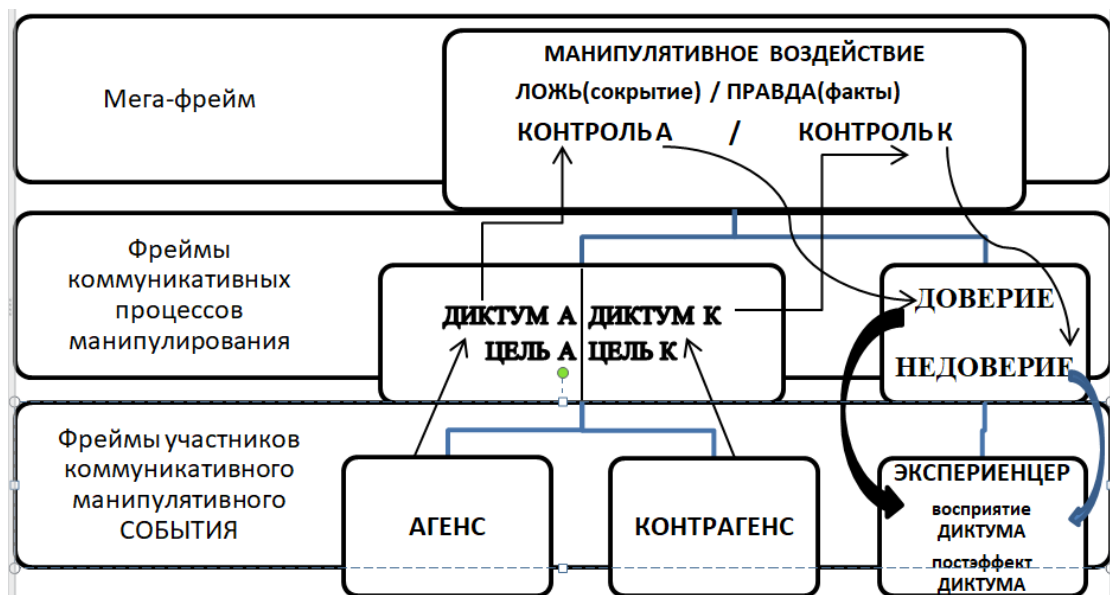 МАНИПУЛЯТИВНОЕ ВОЗДЕЙСТВИЕ
ЛОЖЬ(сокрытие) / ПРАВДА(факты)
КОНТРОЛЬ А / КОНТРОЛЬ К
Мега-фрейм
Фреймы
коммуникативных
процессов
манипулирования
ДИКТУМ А ДИКТУМ К
ЦЕЛЬ А ЦЕЛЬ К
ДОВЕРИЕ
НЕДОВЕРИЕ
Фреймы участников
коммуникативного
манипулятивного
СОБЫТИЯ
АГЕНС
КОНТРАГЕНС
ЭКСПЕРИЕНЦЕР
восприятие
ДИКТУМА
постэффект
ДИКТУМА